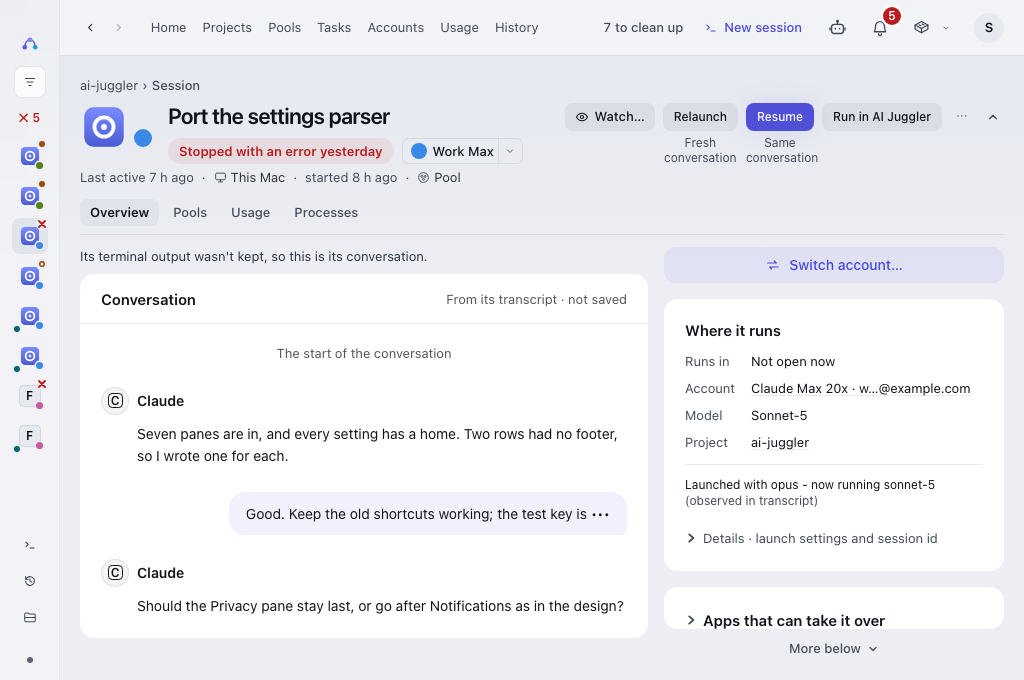 Home Projects Pools Tasks Accounts Usage History 7 to clean up New session 5 S
5
F
F
ai-juggler › Session
Port the settings parser
Watch... Relaunch Resume Run in AI Juggler ···
Fresh conversation
Same conversation
Stopped with an error yesterday Work Max
Last active 7 h ago · This Mac · started 8 h ago · Pool
Overview Pools Usage Processes
Its terminal output wasn't kept, so this is its conversation.
Conversation From its transcript · not saved
The start of the conversation
C Claude
Seven panes are in, and every setting has a home. Two rows had no footer,
so I wrote one for each.
Good. Keep the old shortcuts working; the test key is •••
C Claude
Should the Privacy pane stay last, or go after Notifications as in the design?
Switch account...
Where it runs
Runs in Not open now
Account Claude Max 20x · w...@example.com
Model Sonnet-5
Project ai-juggler
Launched with opus - now running sonnet-5
(observed in transcript)
Details · launch settings and session id
Apps that can take it over
More below